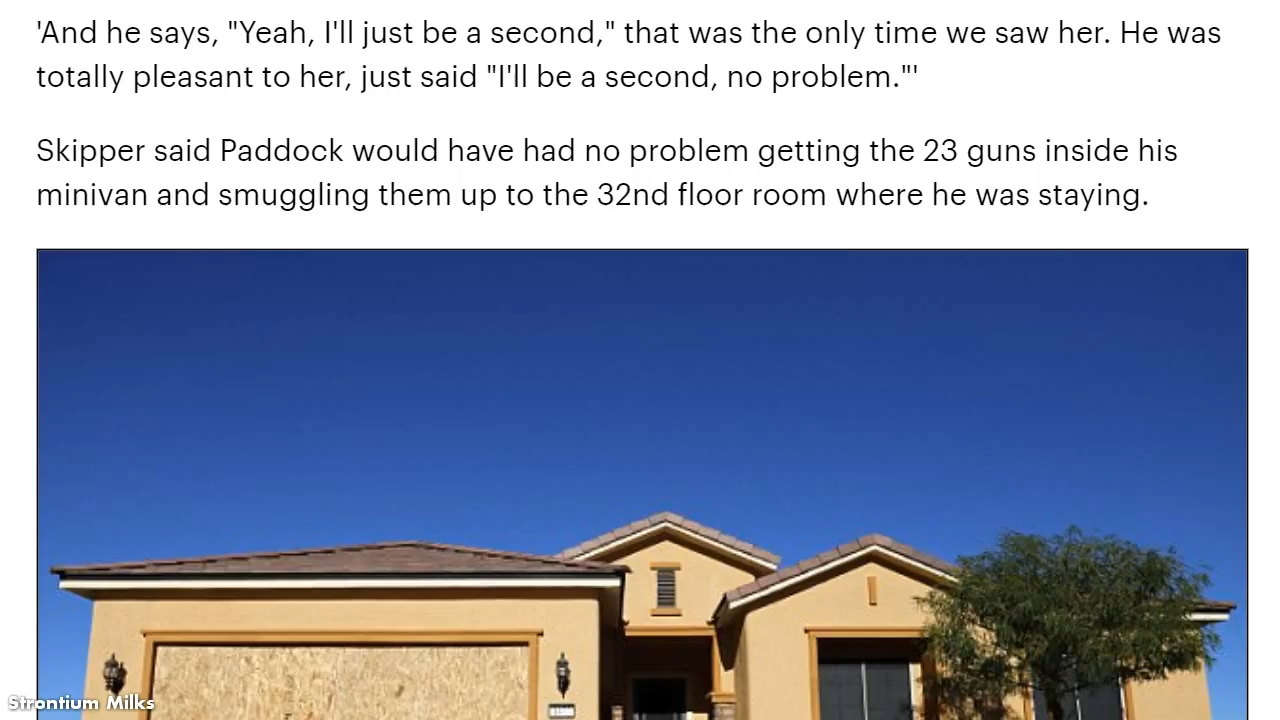 'And he says, "Yeah, I'll just be a second," that was the only time we saw her. He was
totally pleasant to her, just said "I'll be a second, no problem."'
Skipper said Paddock would have had no problem getting the 23 guns inside his
minivan and smuggling them up to the 32nd floor room where he was staying.
Strontium Milks